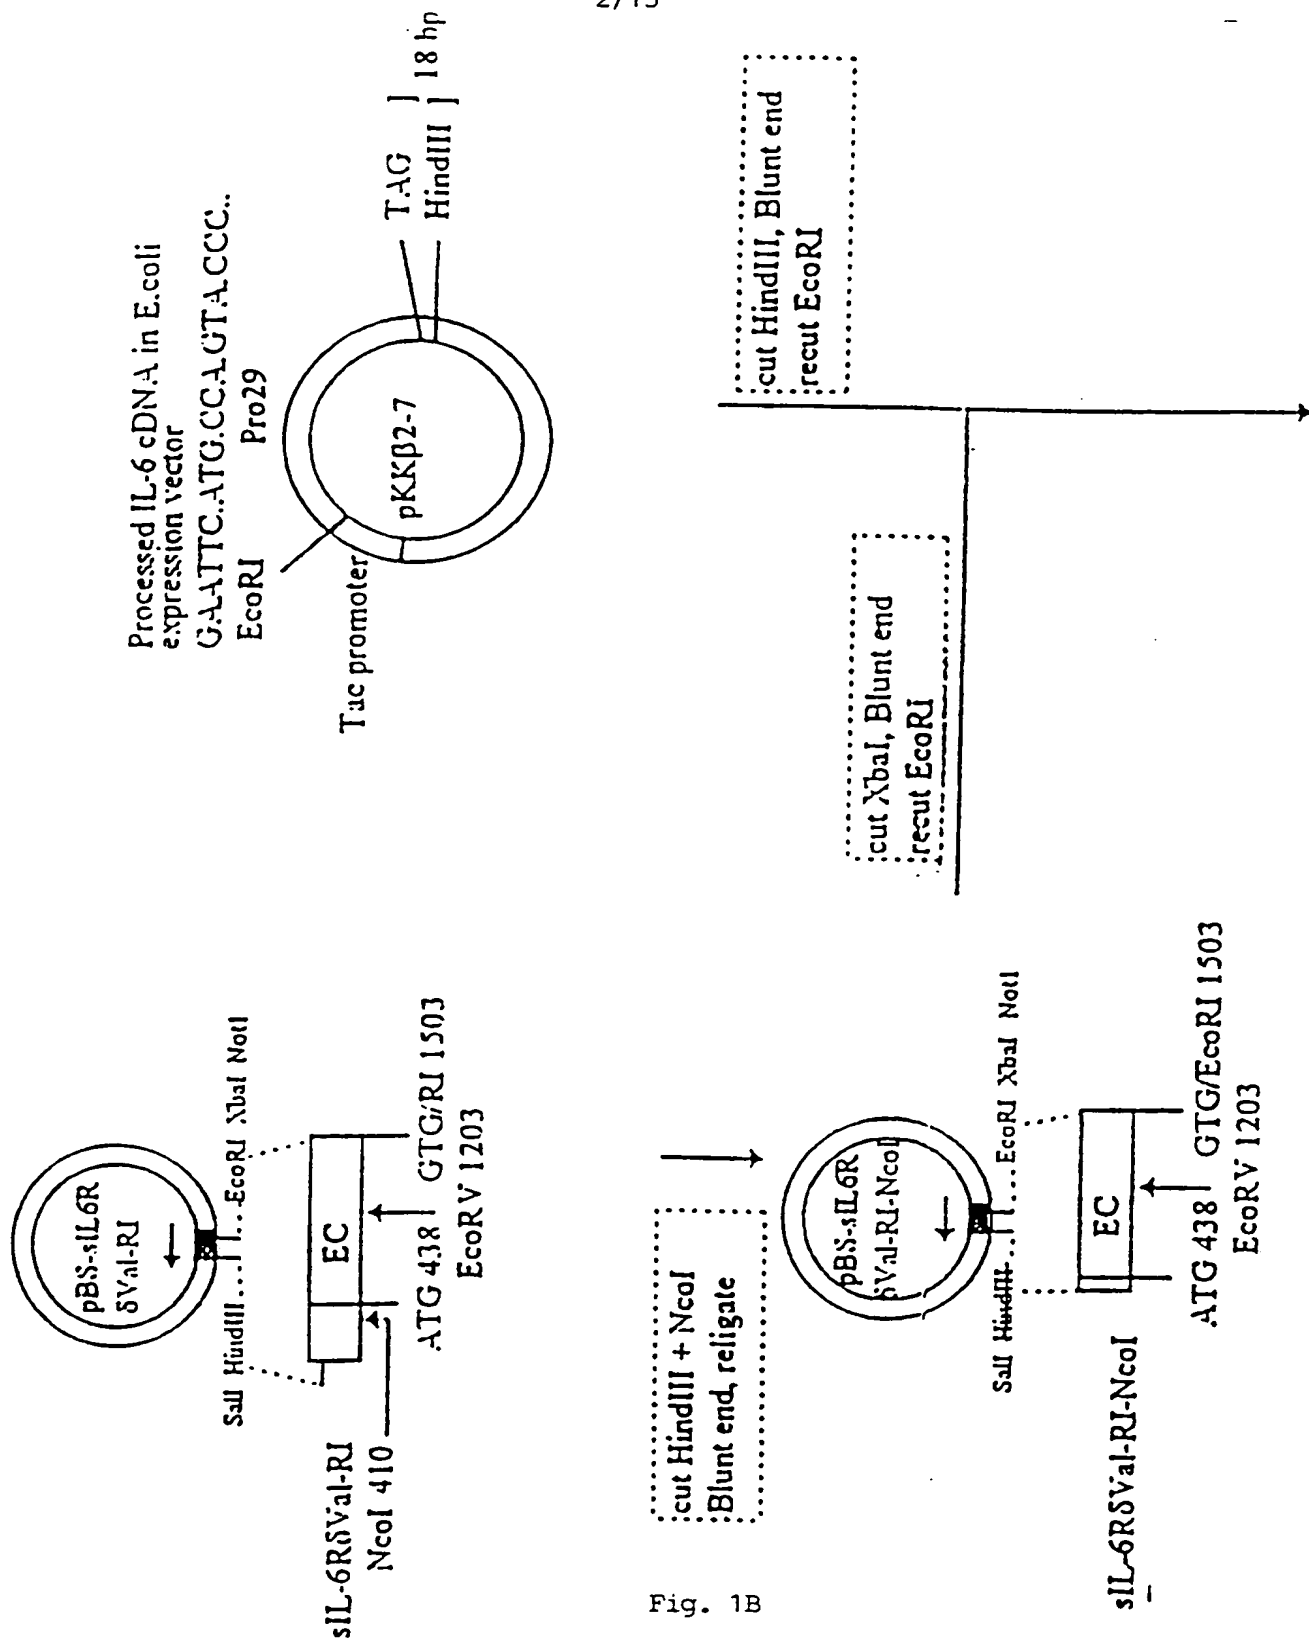 2/15
Processed IL-6 cDNA in E.coli
expression vector
GAATTC.ATG.CCA.GTA.CCC..
EcoRI Pro29
Tac promoter
pKKβ2-7
TAG ] 18 bp
HindIII ]
cut HindIII, Blunt end
recut EcoRI
cut XbaI, Blunt end
recut EcoRI
pBS-sIL6R
δVal-RI
SalI HindIII....
....EcoRI XbaI NotI
sIL-6RδVal-RI
NcoI 410
EC
ATG 438 GTG/RI 1503
EcoRV 1203
cut HindIII + NcoI
Blunt end, religate
pBS-sIL6R
δVal-RI-NcoI
SalI HindIII...
...EcoRI XbaI NotI
sIL-6RδVal-RI-NcoI
EC
ATG 438 GTG/EcoRI 1503
EcoRV 1203
Fig. 1B